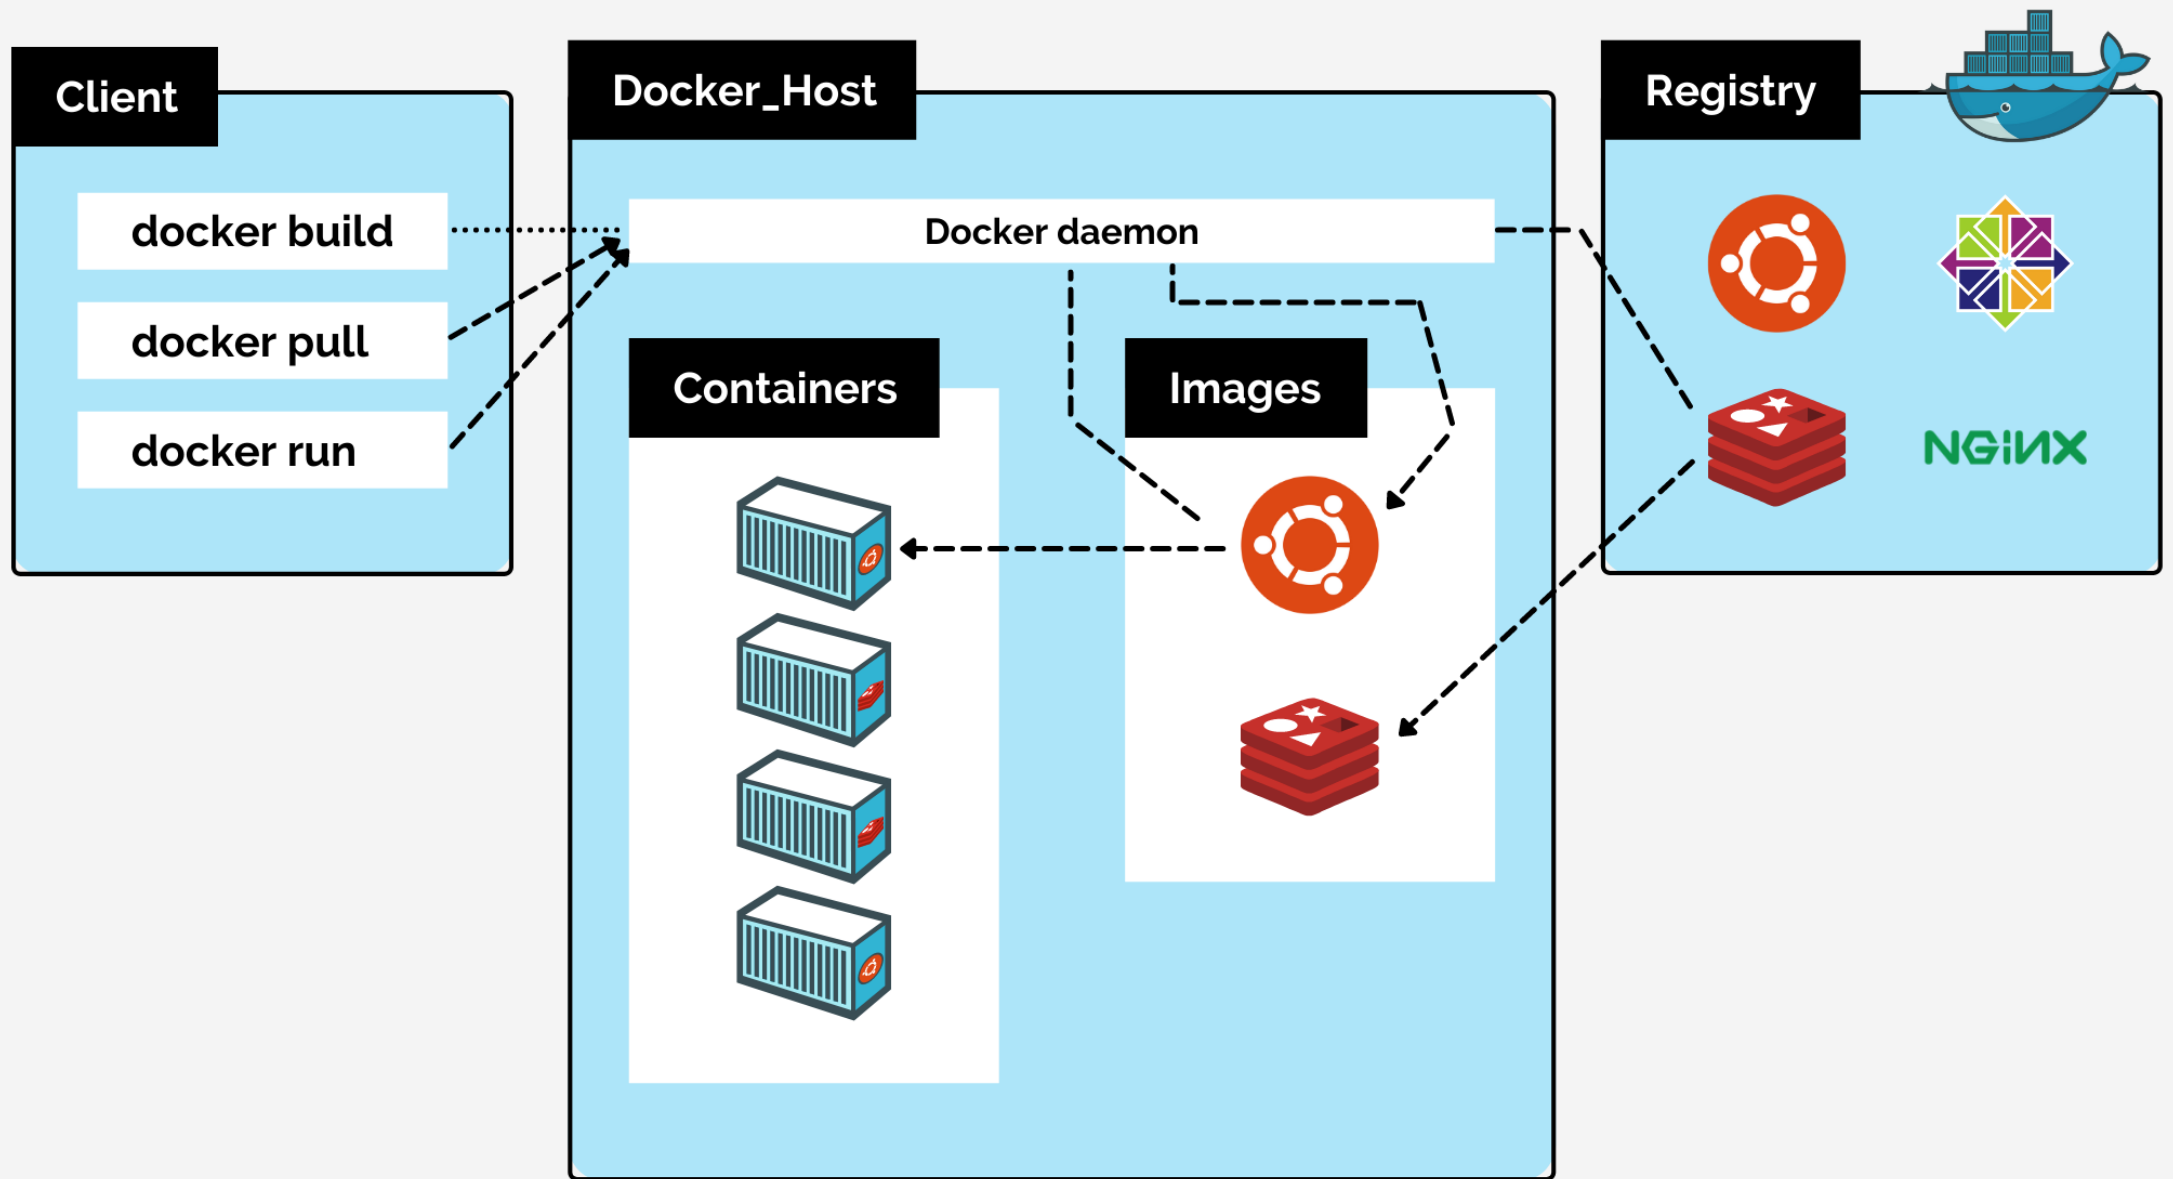 Client
docker build
docker pull
docker run
Docker_Host
Docker daemon
Containers
Images
Registry
NGINX